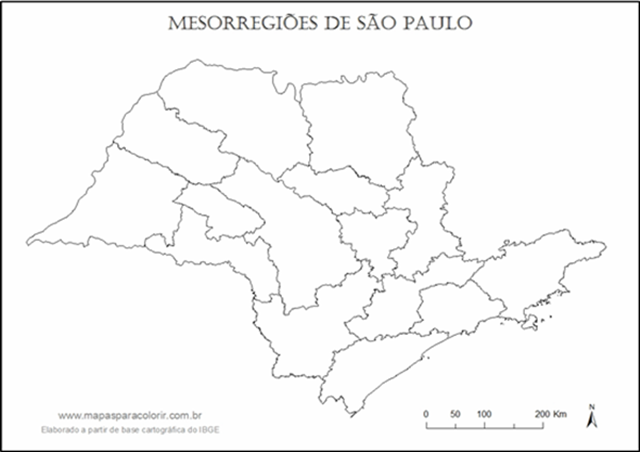 MESORREGIÕES DE SÃO PAULO
www.mapasparacolorir.com.br
Elaborado a partir de base cartográfica do IBGE
0 50 100 200 Km
N